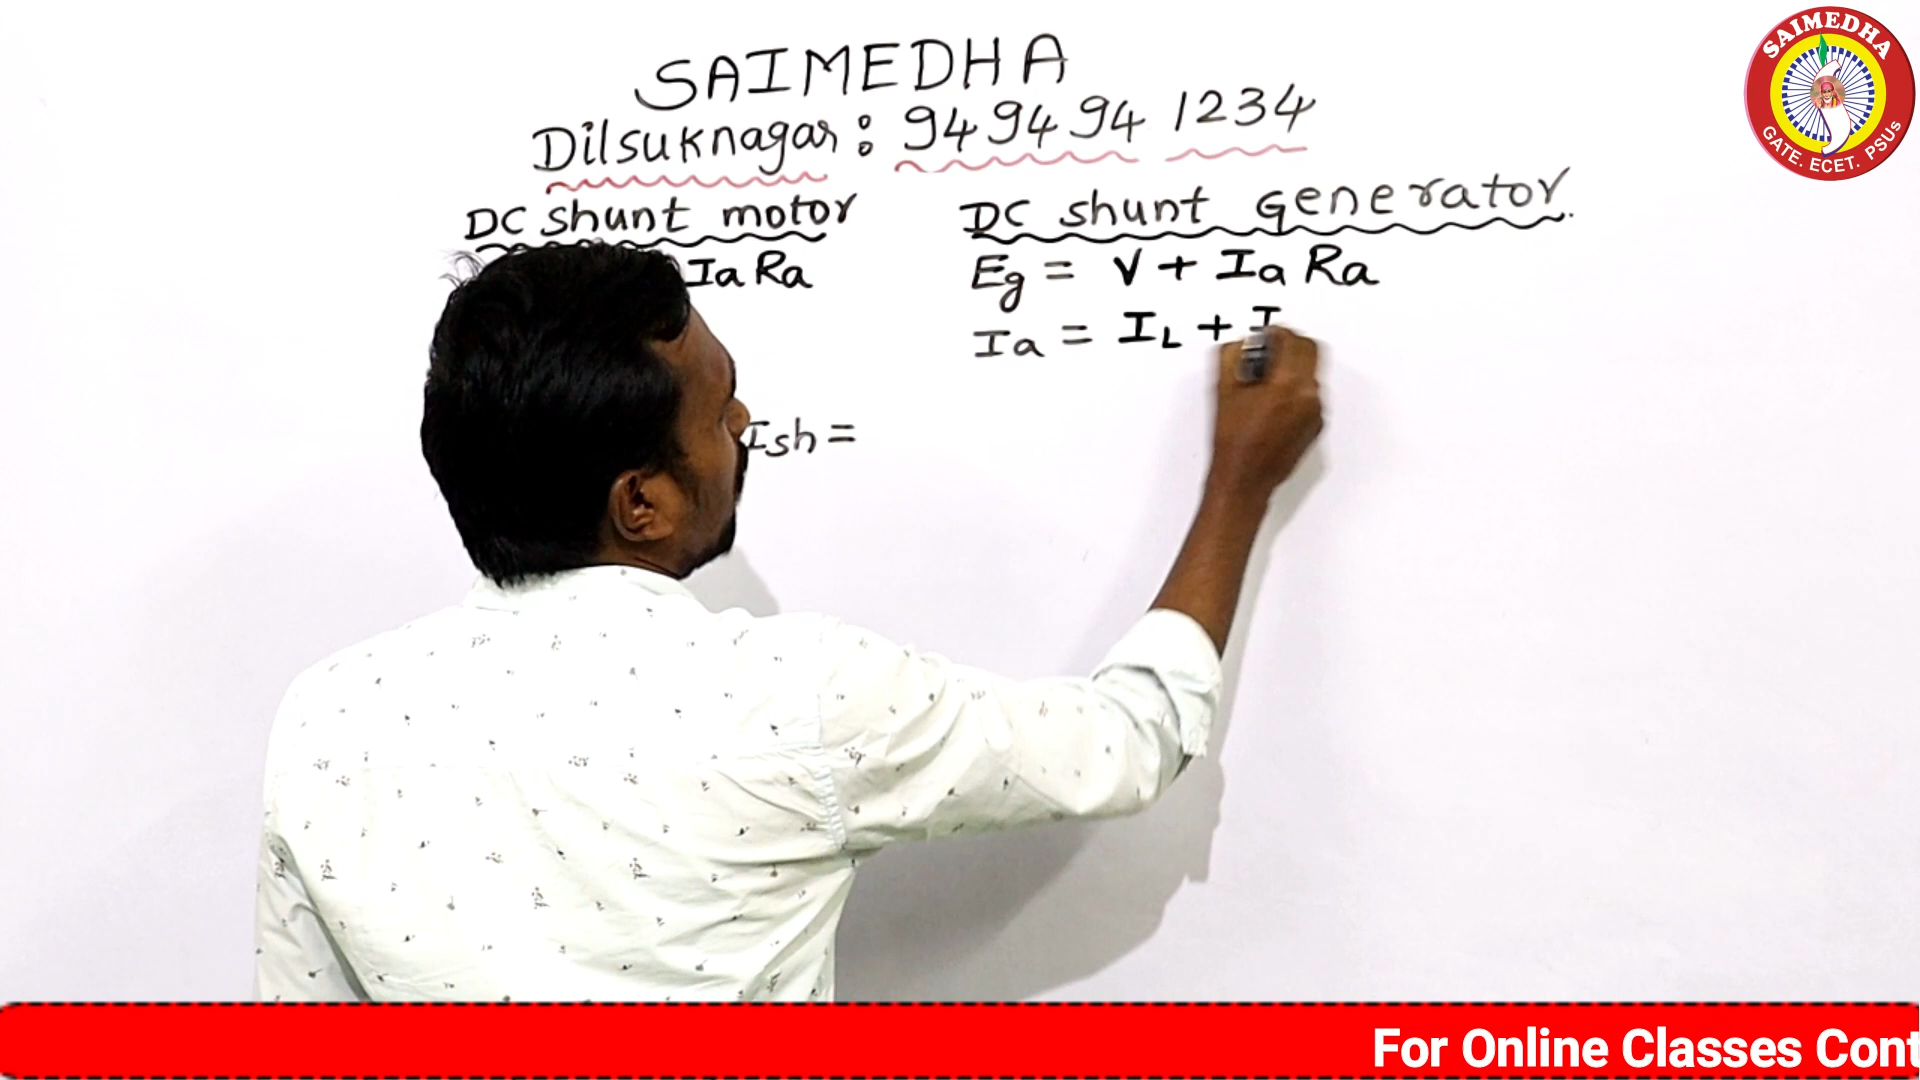 SAIMEDHA
Dilsuknagar : 949494 1234
DC shunt motor
Ia Ra
Ish =
DC shunt Generator.
Eg = V + Ia Ra
Ia = IL + I
SAIMEDHA
GATE. ECET. PSUs
For Online Classes Cont